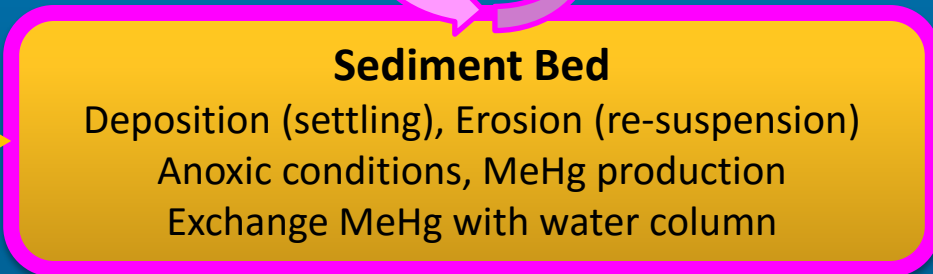 Sediment Bed
Deposition (settling), Erosion (re-suspension)
Anoxic conditions, MeHg production
Exchange MeHg with water column